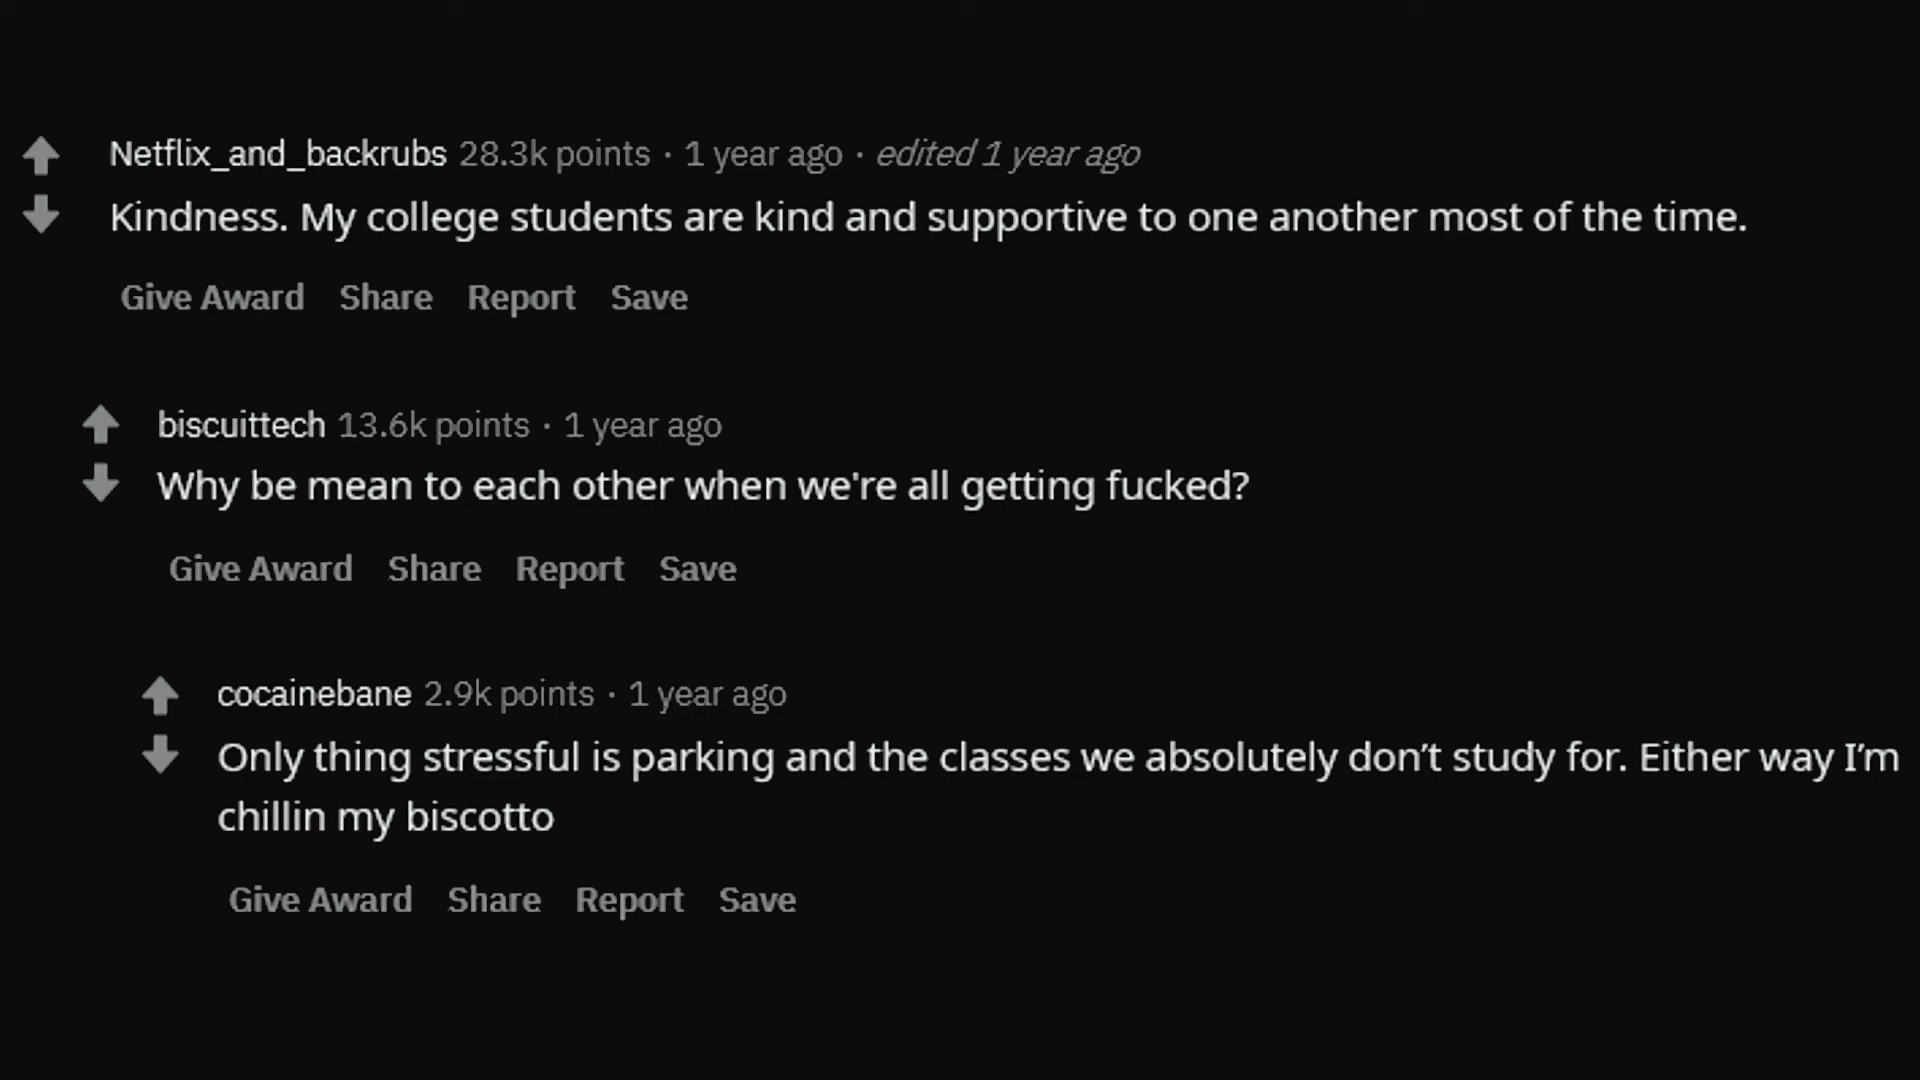 Netflix_and_backrubs 28.3k points · 1 year ago · edited 1 year ago
Kindness. My college students are kind and supportive to one another most of the time.
Give Award Share Report Save
biscuittech 13.6k points · 1 year ago
Why be mean to each other when we're all getting fucked?
Give Award Share Report Save
cocainebane 2.9k points · 1 year ago
Only thing stressful is parking and the classes we absolutely don’t study for. Either way I’m
chillin my biscotto
Give Award Share Report Save